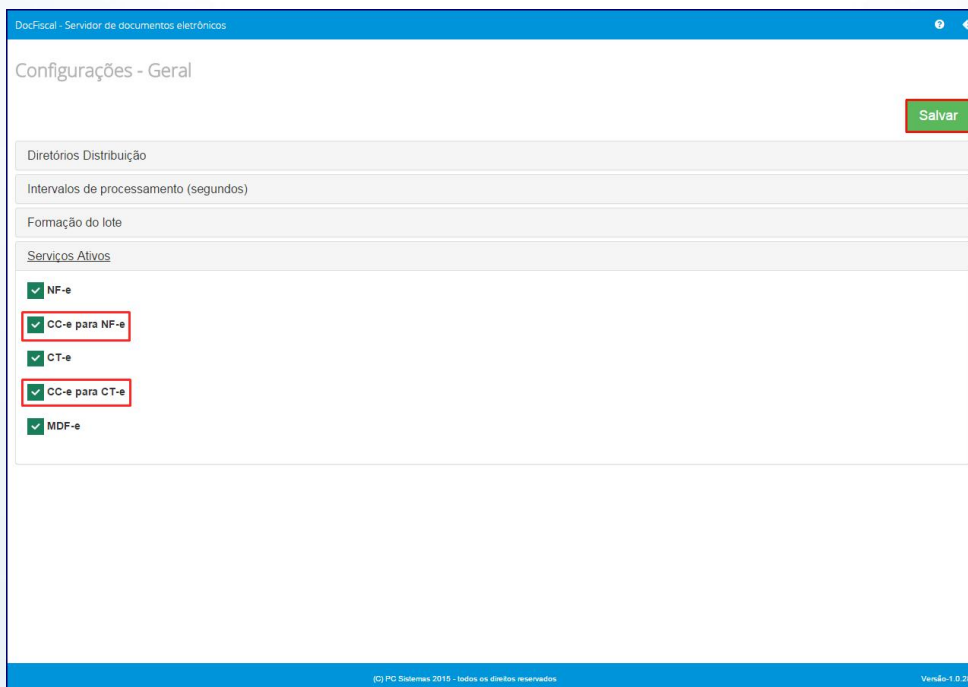 DocFiscal - Servidor de documentos eletrônicos
Configurações - Geral
Salvar
Diretórios Distribuição
Intervalos de processamento (segundos)
Formação do lote
Serviços Ativos
NF-e
CC-e para NF-e
CT-e
CC-e para CT-e
MDF-e
(C) PC Sistemas 2015 - todos os direitos reservados